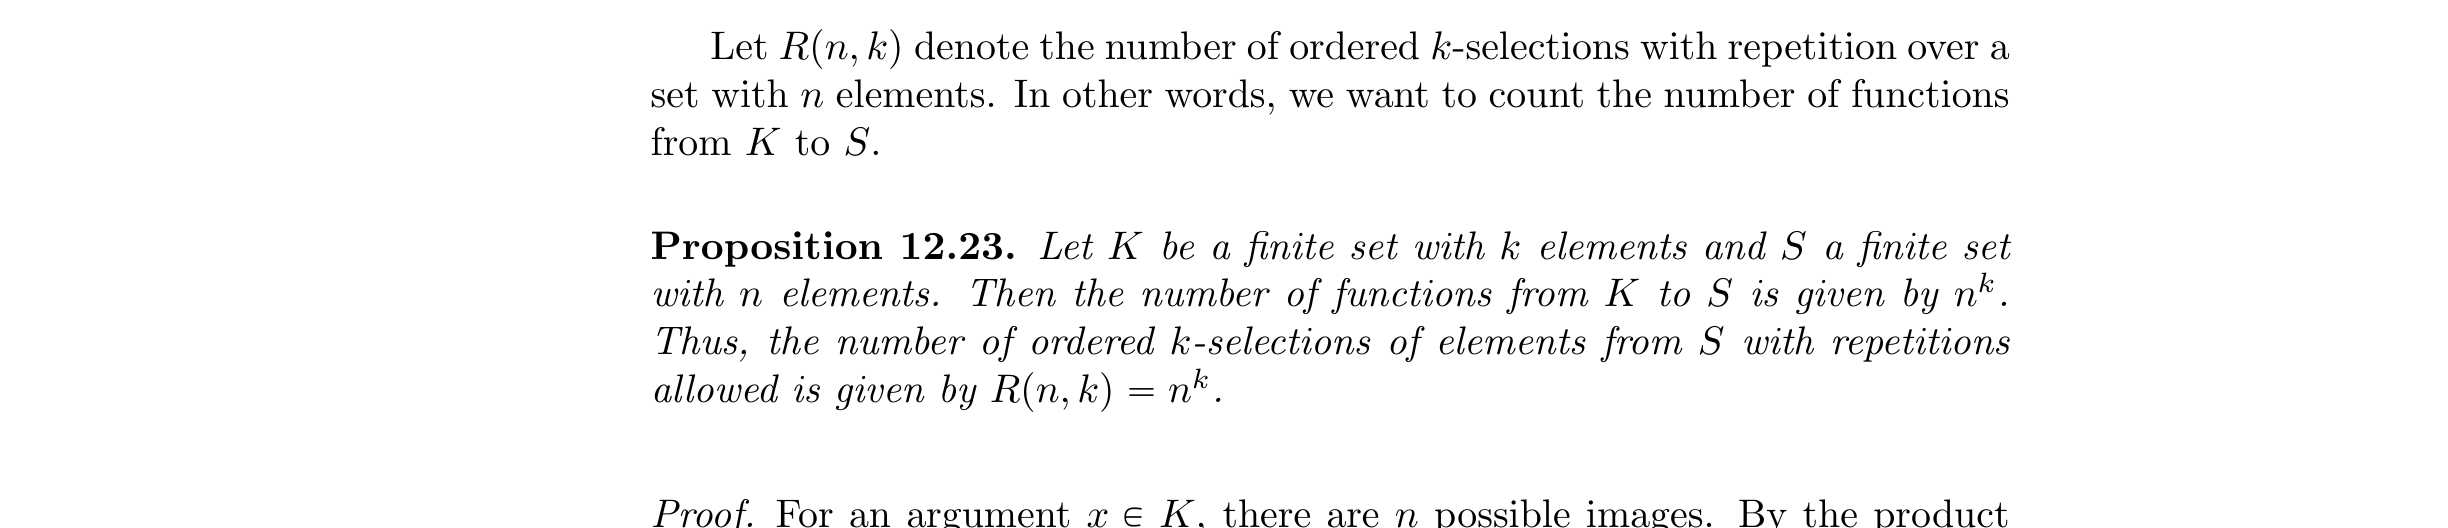 Let R(n, k) denote the number of ordered k-selections with repetition over a
set with n elements. In other words, we want to count the number of functions
from K to S.
Proposition 12.23. Let K be a finite set with k elements and S a finite set
with n elements. Then the number of functions from K to S is given by n^k.
Thus, the number of ordered k-selections of elements from S with repetitions
allowed is given by R(n, k) = n^k.
Proof. For an argument x ∈ K, there are n possible images. By the product